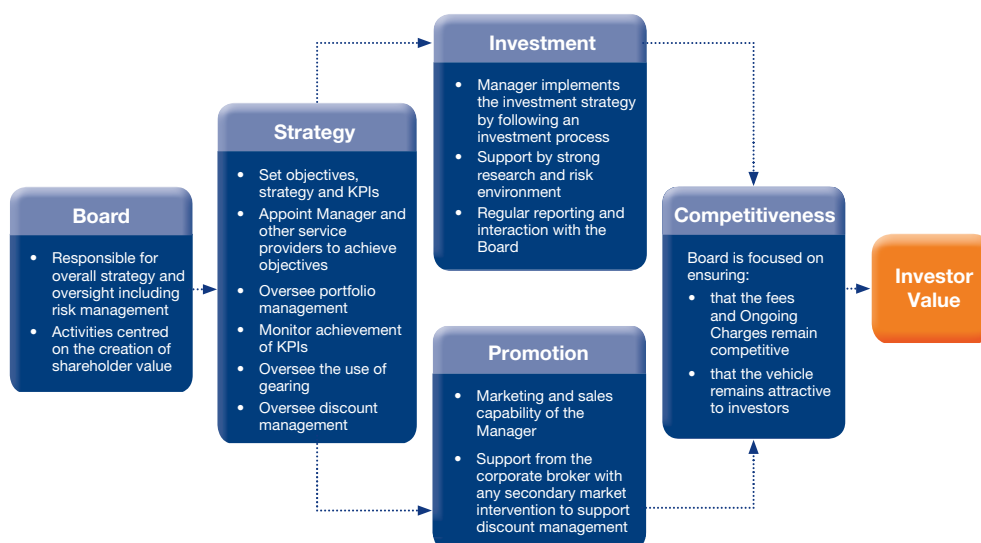 Board
• Responsible for
overall strategy and
oversight including
risk management
• Activities centred
on the creation of
shareholder value
Strategy
• Set objectives,
strategy and KPIs
• Appoint Manager and
other service
providers to achieve
objectives
• Oversee portfolio
management
• Monitor achievement
of KPIs
• Oversee the use of
gearing
• Oversee discount
management
Investment
• Manager implements
the investment strategy
by following an
investment process
• Support by strong
research and risk
environment
• Regular reporting and
interaction with the
Board
Promotion
• Marketing and sales
capability of the
Manager
• Support from the
corporate broker with
any secondary market
intervention to support
discount management
Competitiveness
Board is focused on
ensuring:
• that the fees
and Ongoing
Charges remain
competitive
• that the vehicle
remains attractive
to investors
Investor
Value